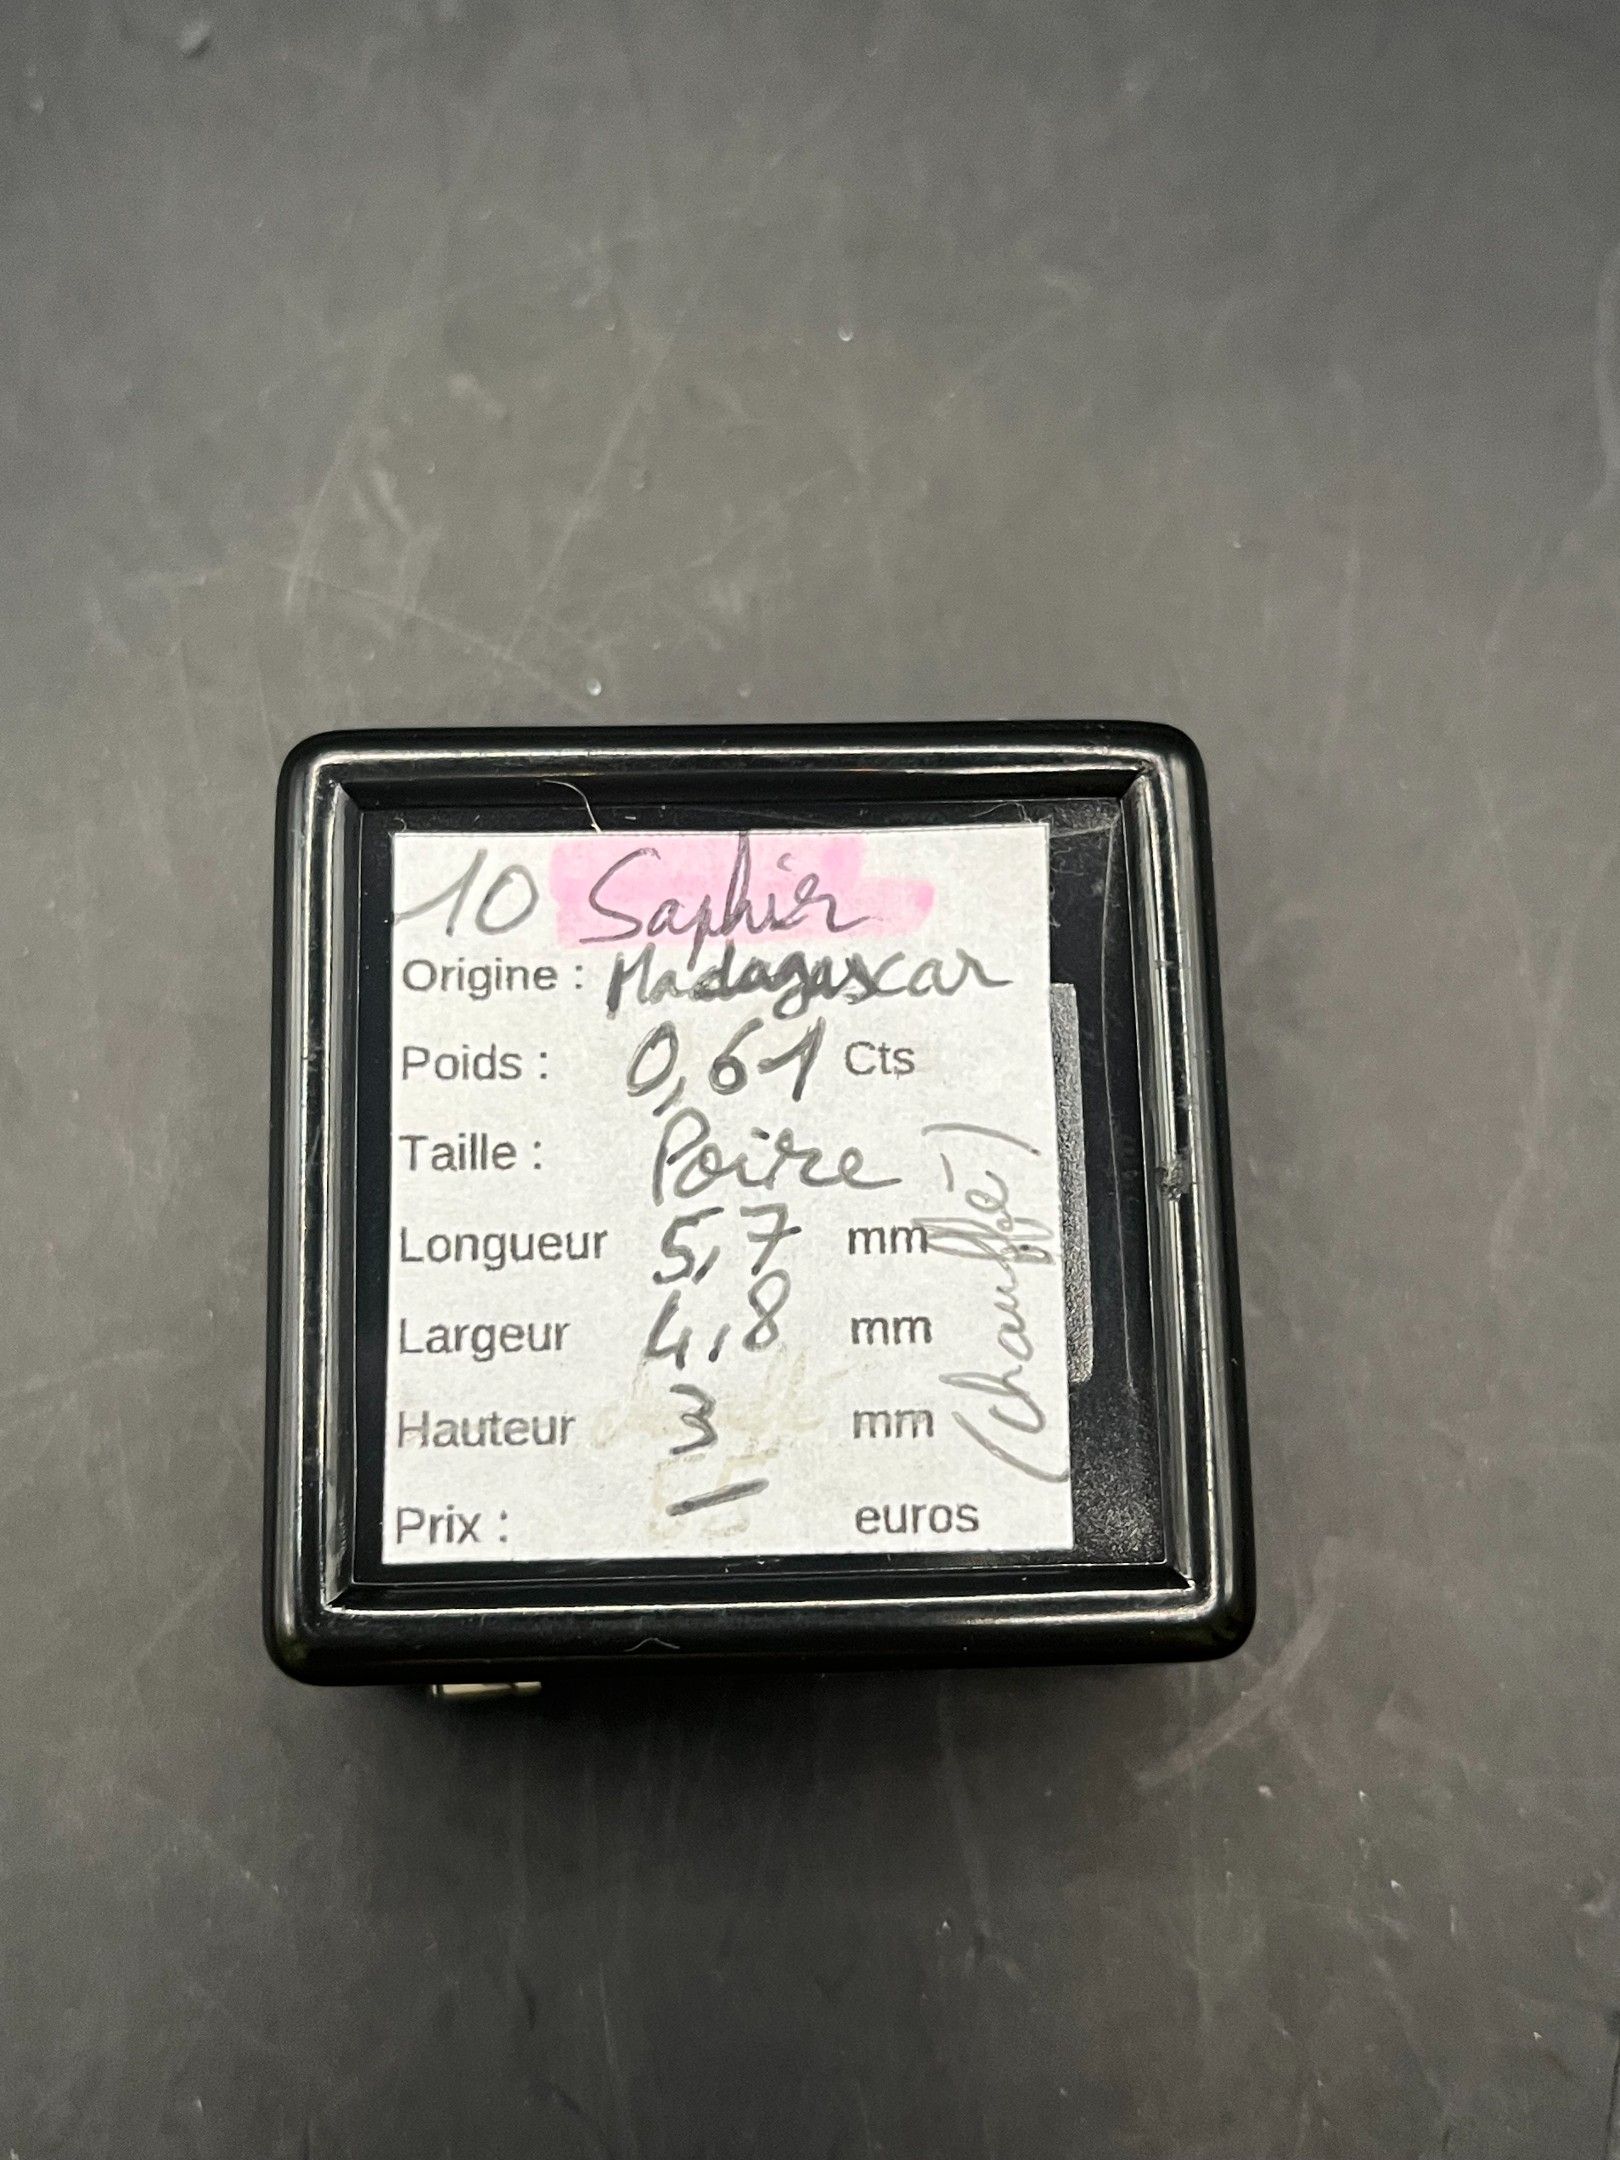 10 Saphir
Origine : Madagascar
Poids : 0,61 Cts
Taille : Poire
Longueur 5,7 mm
Largeur 4,8 mm
Hauteur 3 mm
Prix : — euros
(chauffé)